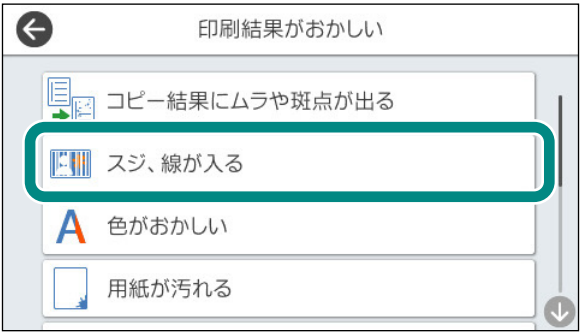 印刷結果がおかしい
コピー結果にムラや斑点が出る
スジ、線が入る
色がおかしい
用紙が汚れる